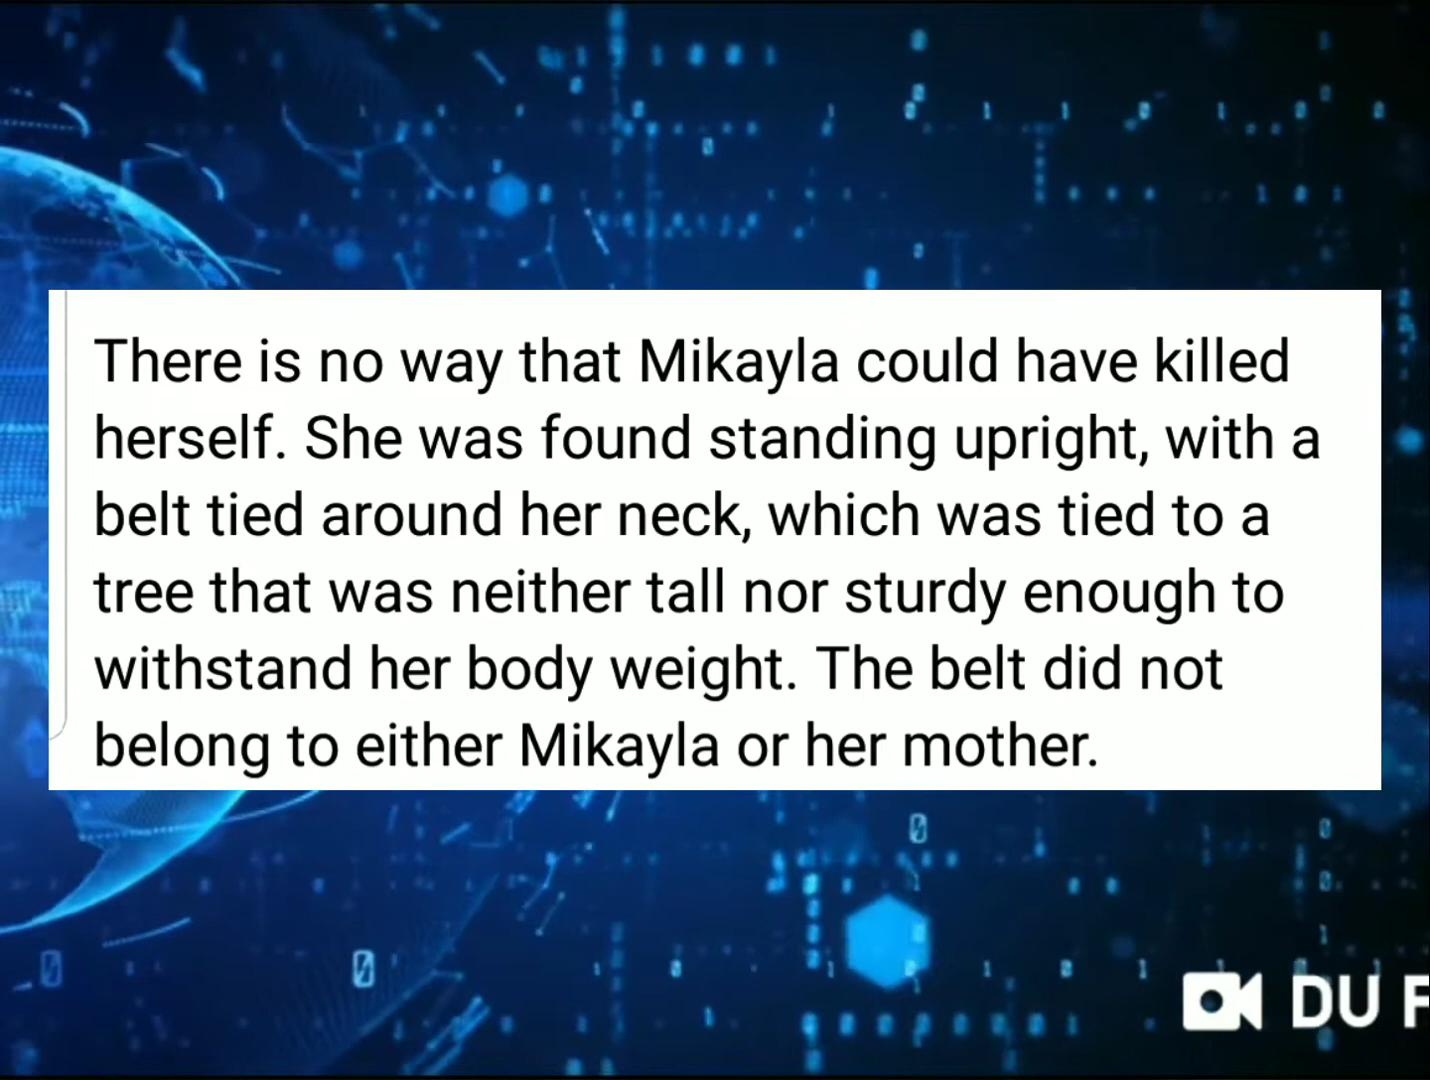 There is no way that Mikayla could have killed
herself. She was found standing upright, with a
belt tied around her neck, which was tied to a
tree that was neither tall nor sturdy enough to
withstand her body weight. The belt did not
belong to either Mikayla or her mother.
DU F